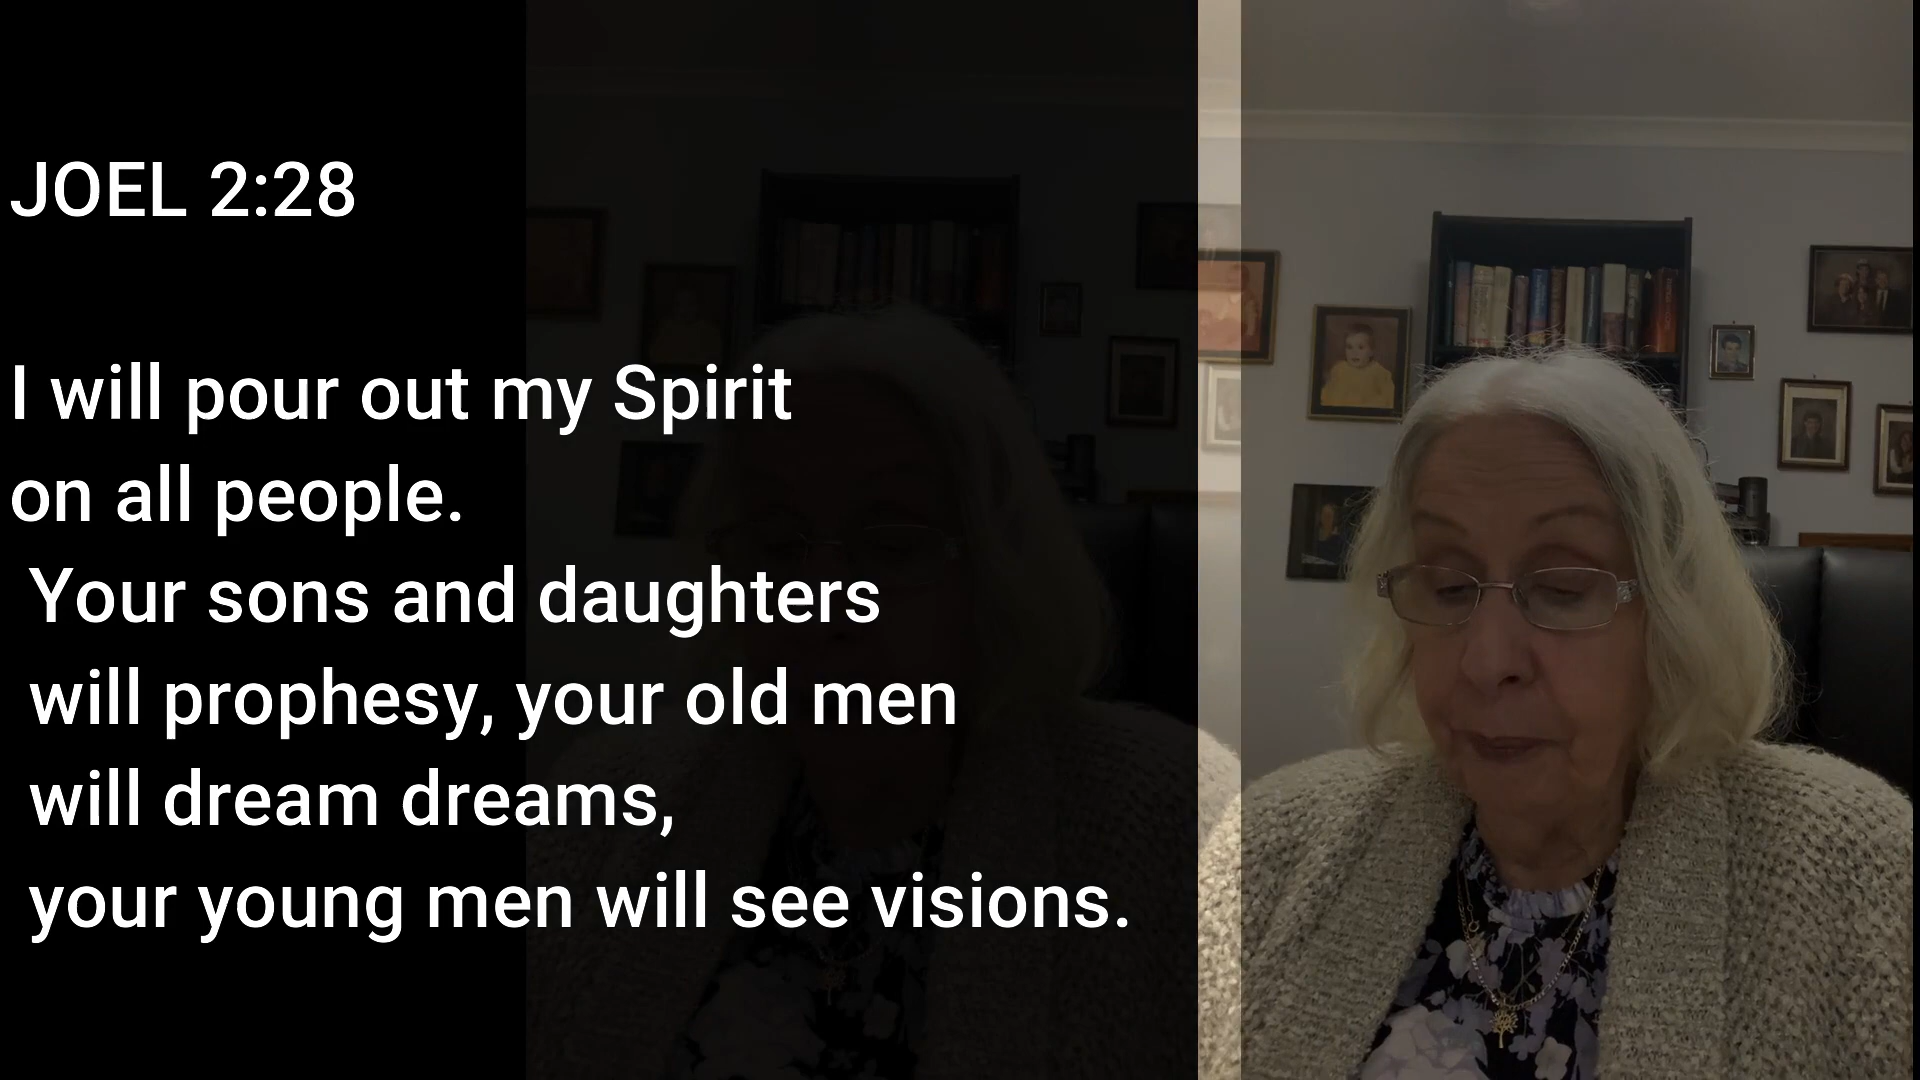 JOEL 2:28
I will pour out my Spirit
on all people.
Your sons and daughters
will prophesy, your old men
will dream dreams,
your young men will see visions.